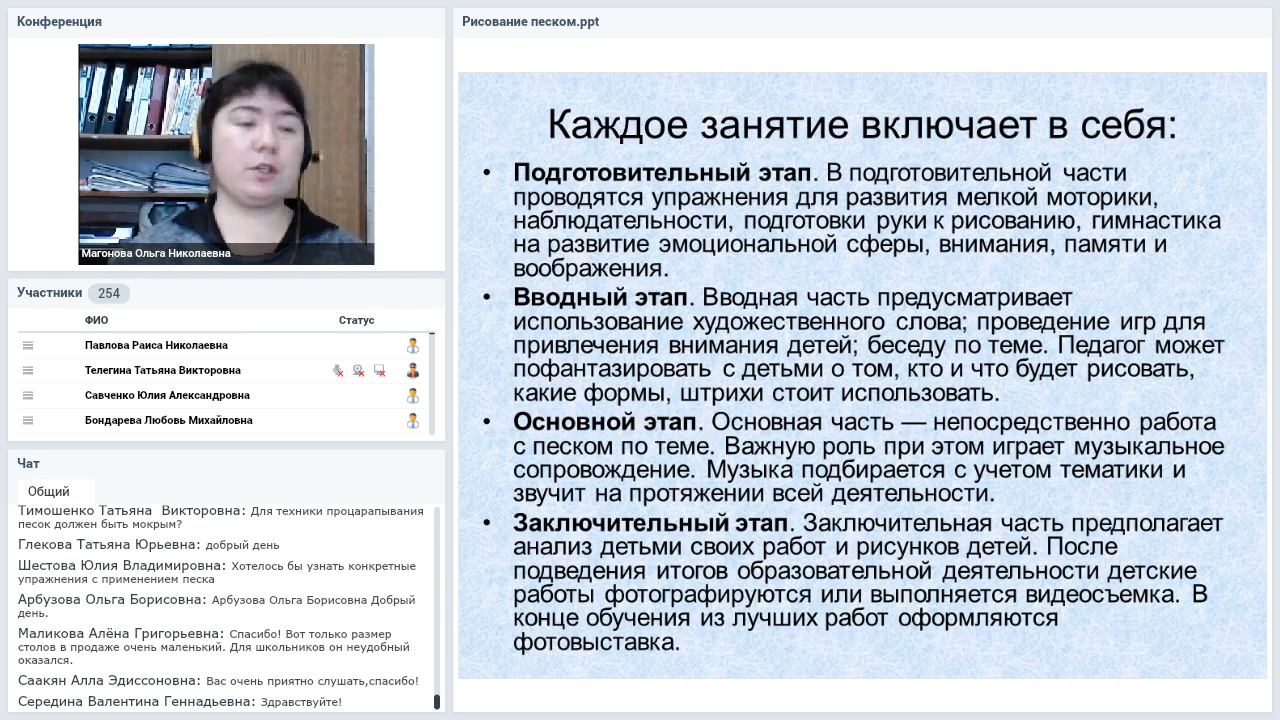 Конференция
Магонова Ольга Николаевна
Участники 254
ФИО Статус
Павлова Раиса Николаевна
Телегина Татьяна Викторовна
Савченко Юлия Александровна
Бондарева Любовь Михайловна
Чат
Общий
Тимошенко Татьяна Викторовна: Для техники процарапывания
песок должен быть мокрым?
Глекова Татьяна Юрьевна: добрый день
Шестова Юлия Владимировна: Хотелось бы узнать конкретные
упражнения с применением песка
Арбузова Ольга Борисовна: Арбузова Ольга Борисовна Добрый
день.
Маликова Алёна Григорьевна: Спасибо! Вот только размер
столов в продаже очень маленький. Для школьников он неудобный
оказался.
Саакян Алла Эдиссоновна: Вас очень приятно слушать,спасибо!
Середина Валентина Геннадьевна: Здравствуйте!
Рисование песком.ppt
Каждое занятие включает в себя:
• Подготовительный этап. В подготовительной части
проводятся упражнения для развития мелкой моторики,
наблюдательности, подготовки руки к рисованию, гимнастика
на развитие эмоциональной сферы, внимания, памяти и
воображения.
• Вводный этап. Вводная часть предусматривает
использование художественного слова; проведение игр для
привлечения внимания детей; беседу по теме. Педагог может
пофантазировать с детьми о том, кто и что будет рисовать,
какие формы, штрихи стоит использовать.
• Основной этап. Основная часть — непосредственно работа
с песком по теме. Важную роль при этом играет музыкальное
сопровождение. Музыка подбирается с учетом тематики и
звучит на протяжении всей деятельности.
• Заключительный этап. Заключительная часть предполагает
анализ детьми своих работ и рисунков детей. После
подведения итогов образовательной деятельности детские
работы фотографируются или выполняется видеосъемка. В
конце обучения из лучших работ оформляются
фотовыставка.